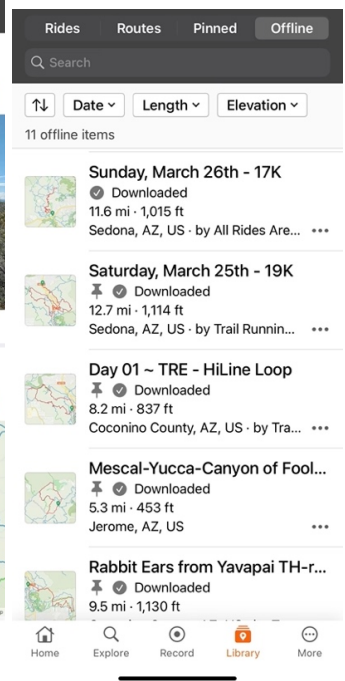 Rides Routes Pinned Offline
Search
Date Length Elevation
11 offline items
Sunday, March 26th - 17K
Downloaded
11.6 mi · 1,015 ft
Sedona, AZ, US · by All Rides Are...
Saturday, March 25th - 19K
Downloaded
12.7 mi · 1,114 ft
Sedona, AZ, US · by Trail Runnin...
Day 01 ~ TRE - HiLine Loop
Downloaded
8.2 mi · 837 ft
Coconino County, AZ, US · by Tra...
Mescal-Yucca-Canyon of Fool...
Downloaded
5.3 mi · 453 ft
Jerome, AZ, US
Rabbit Ears from Yavapai TH-r...
Downloaded
9.5 mi · 1,130 ft
Home Explore Record Library More